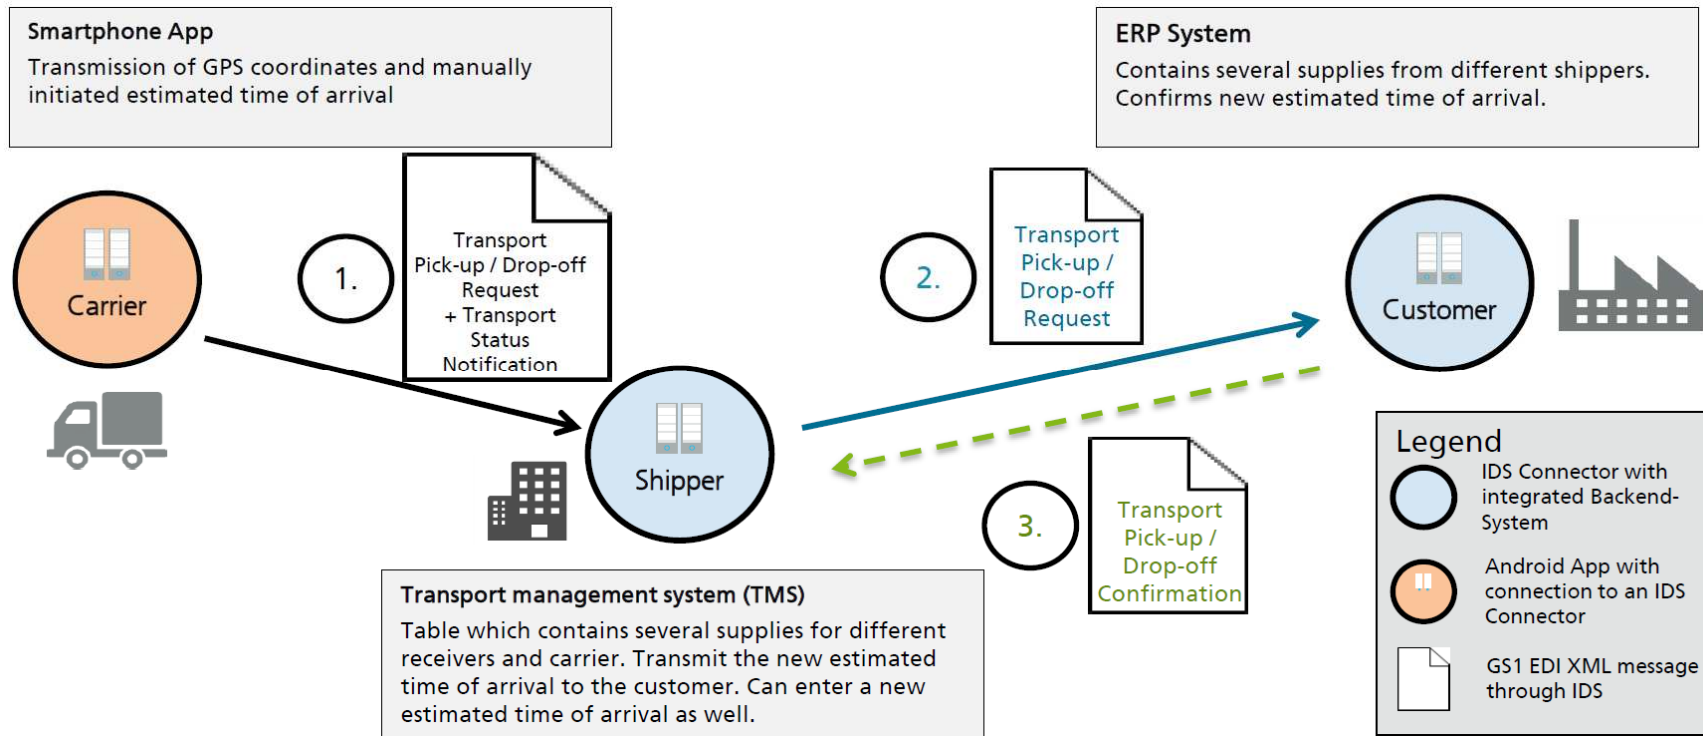 Smartphone App
Transmission of GPS coordinates and manually
initiated estimated time of arrival
ERP System
Contains several supplies from different shippers.
Confirms new estimated time of arrival.
Carrier
1.
Transport
Pick-up / Drop-off
Request
+ Transport
Status
Notification
2.
Transport
Pick-up /
Drop-off
Request
Customer
Shipper
3.
Transport
Pick-up /
Drop-off
Confirmation
Transport management system (TMS)
Table which contains several supplies for different
receivers and carrier. Transmit the new estimated
time of arrival to the customer. Can enter a new
estimated time of arrival as well.
Legend
IDS Connector with
integrated Backend-
System
Android App with
connection to an IDS
Connector
GS1 EDI XML message
through IDS